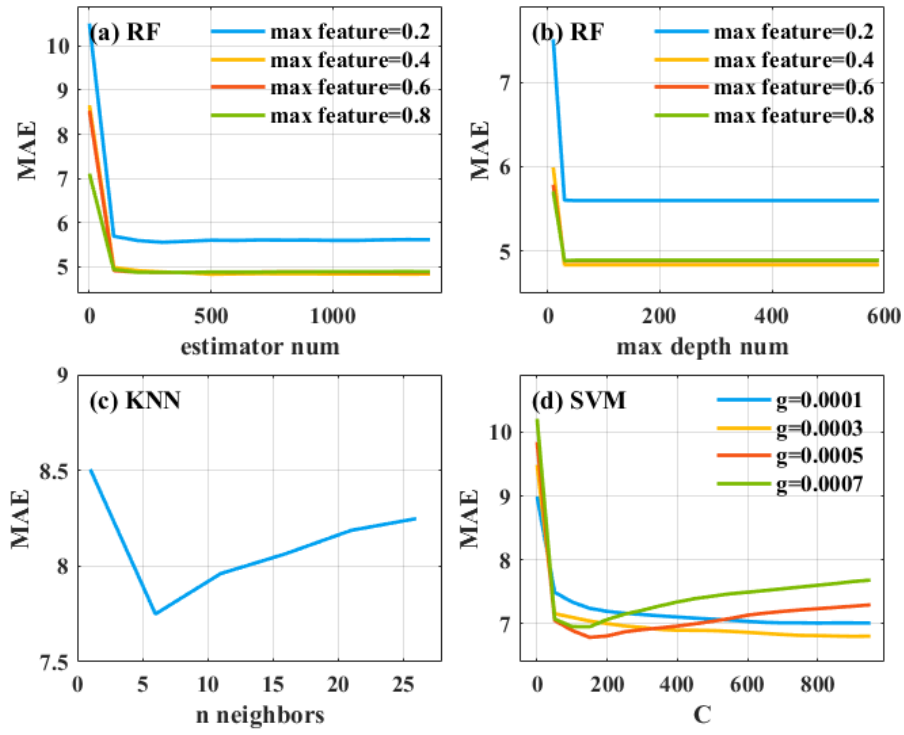 (a) RF
max feature=0.2
max feature=0.4
max feature=0.6
max feature=0.8
MAE
10
9
8
7
6
5
0 500 1000
estimator num
(b) RF
max feature=0.2
max feature=0.4
max feature=0.6
max feature=0.8
MAE
7
6
5
0 200 400 600
max depth num
(c) KNN
MAE
9
8.5
8
7.5
0 5 10 15 20 25
n neighbors
(d) SVM
g=0.0001
g=0.0003
g=0.0005
g=0.0007
MAE
10
9
8
7
0 200 400 600 800
C